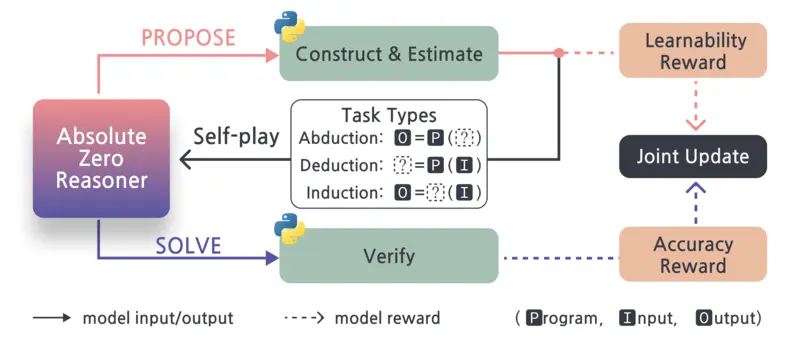 PROPOSE
Construct & Estimate
Learnability
Reward
Absolute
Zero
Reasoner
Self-play
Task Types
Abduction: O=P(?)
Deduction: ?=P(I)
Induction: O=?(I)
Joint Update
SOLVE
Verify
Accuracy
Reward
model input/output
model reward
(Program, Input, Output)